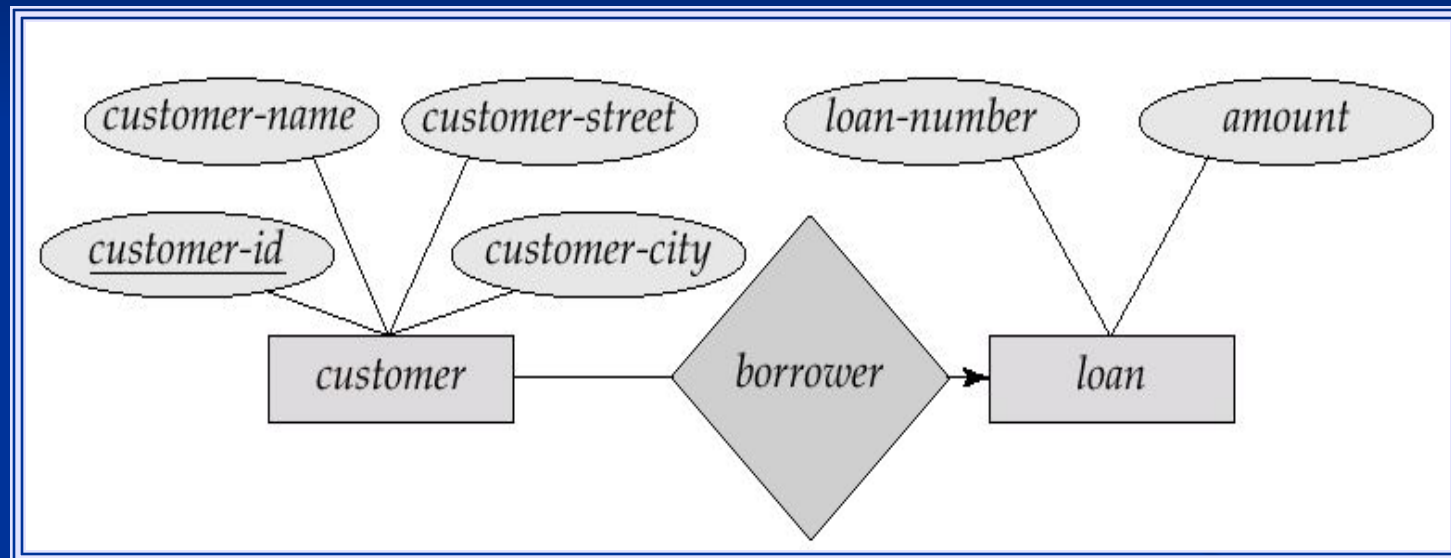 customer-name customer-street loan-number amount
customer-id customer-city
customer borrower loan